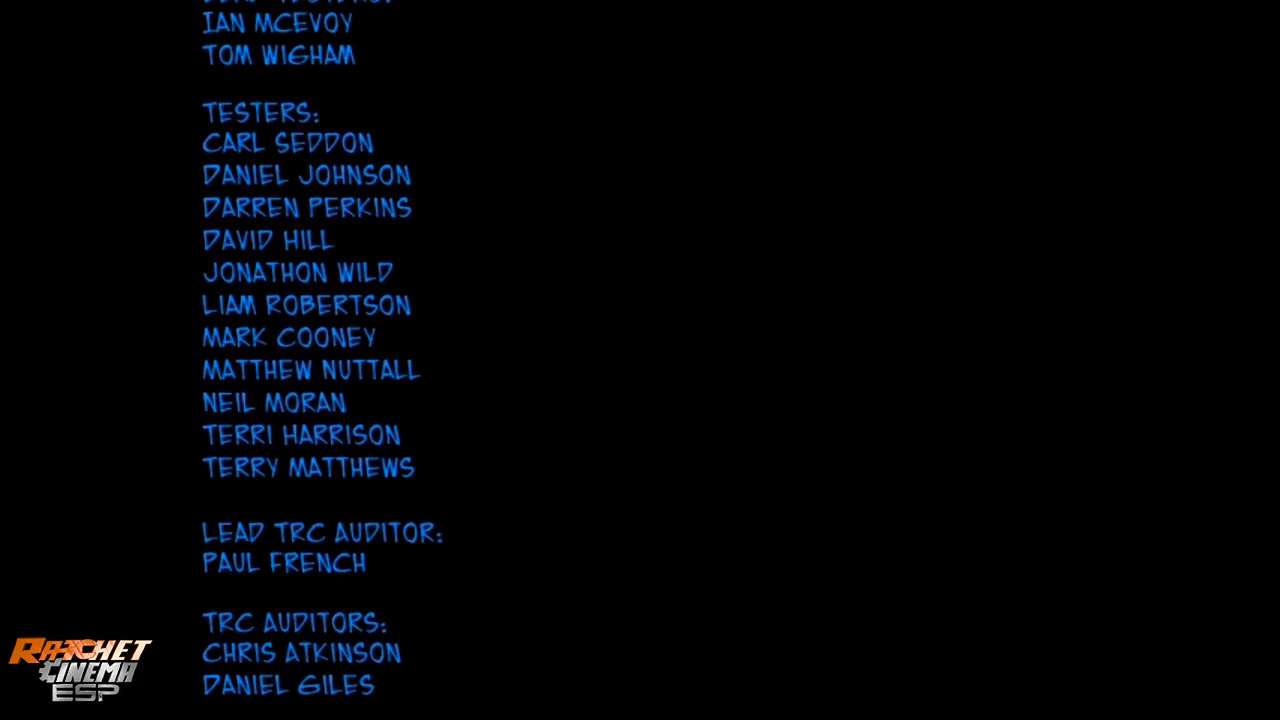 LEAD TESTERS:
IAN MCEVOY
TOM WIGHAM
TESTERS:
CARL SEDDON
DANIEL JOHNSON
DARREN PERKINS
DAVID HILL
JONATHON WILD
LIAM ROBERTSON
MARK COONEY
MATTHEW NUTTALL
NEIL MORAN
TERRI HARRISON
TERRY MATTHEWS
LEAD TRC AUDITOR:
PAUL FRENCH
TRC AUDITORS:
CHRIS ATKINSON
DANIEL GILES
RATCHET
CINEMA
ESP